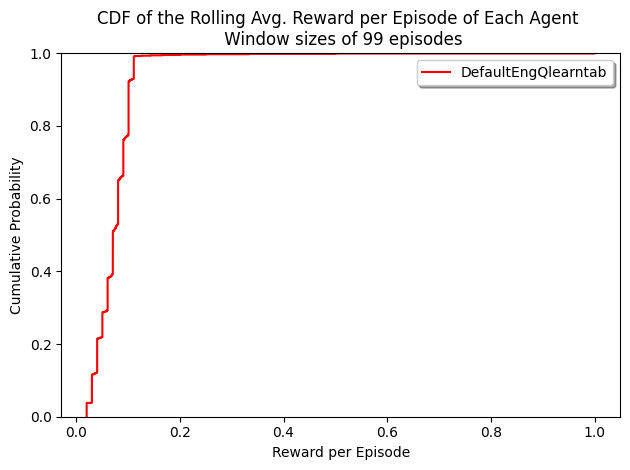 CDF of the Rolling Avg. Reward per Episode of Each Agent
Window sizes of 99 episodes
DefaultEngQlearntab
Cumulative Probability
1.0
0.8
0.6
0.4
0.2
0.0
0.0 0.2 0.4 0.6 0.8 1.0
Reward per Episode